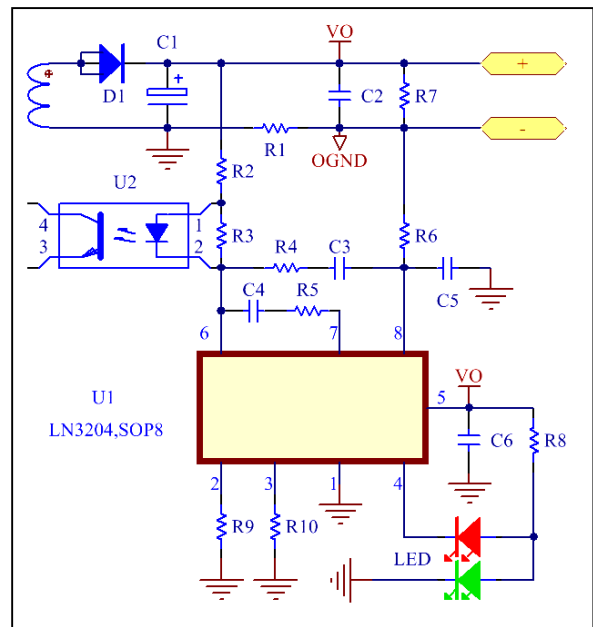 C1
VO
+
+
D1
C2
R7
-
R1
OGND
U2
R2
4
1
R3
R4
C3
R6
3
2
C5
C4
R5
6
7
8
U1
VO
5
LN3204,SOP8
C6
R8
2
3
1
4
R9
R10
LED